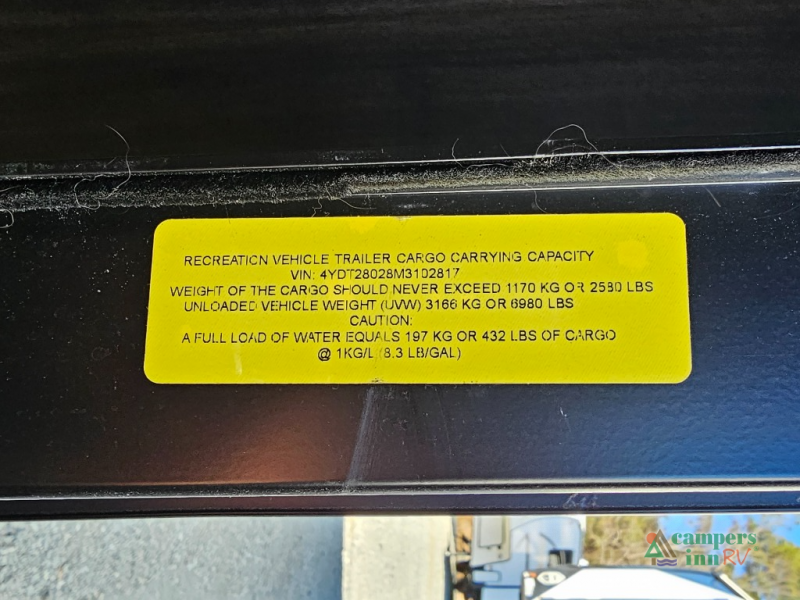 RECREATION VEHICLE TRAILER CARGO CARRYING CAPACITY
VIN: 4YDT28028M3102817
WEIGHT OF THE CARGO SHOULD NEVER EXCEED 1170 KG OR 2580 LBS
UNLOADED VEHICLE WEIGHT (UVW) 3166 KG OR 6980 LBS
CAUTION:
A FULL LOAD OF WATER EQUALS 197 KG OR 432 LBS OF CARGO
@ 1KG/L (8.3 LB/GAL)
campers
inn RV